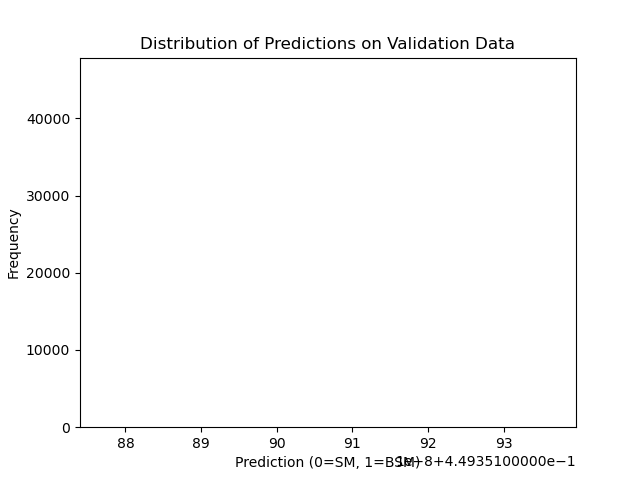 Distribution of Predictions on Validation Data
Frequency
40000
30000
20000
10000
0
88 89 90 91 92 93
Prediction (0=SM, 1=BSM)
1e−8+4.4935100000e−1